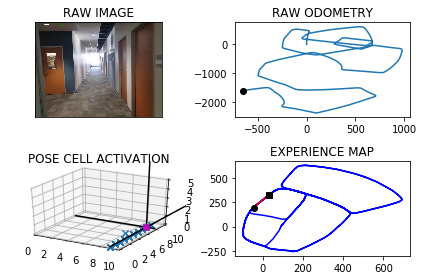 RAW IMAGE
RAW ODOMETRY
0
−1000
−2000
−500 0 500 1000
POSE CELL ACTIVATION
0 2 4 6 8 10
0 2 4 6 8 10
0 1 2 3 4 5
EXPERIENCE MAP
500
250
0
−250
0 200 400 600